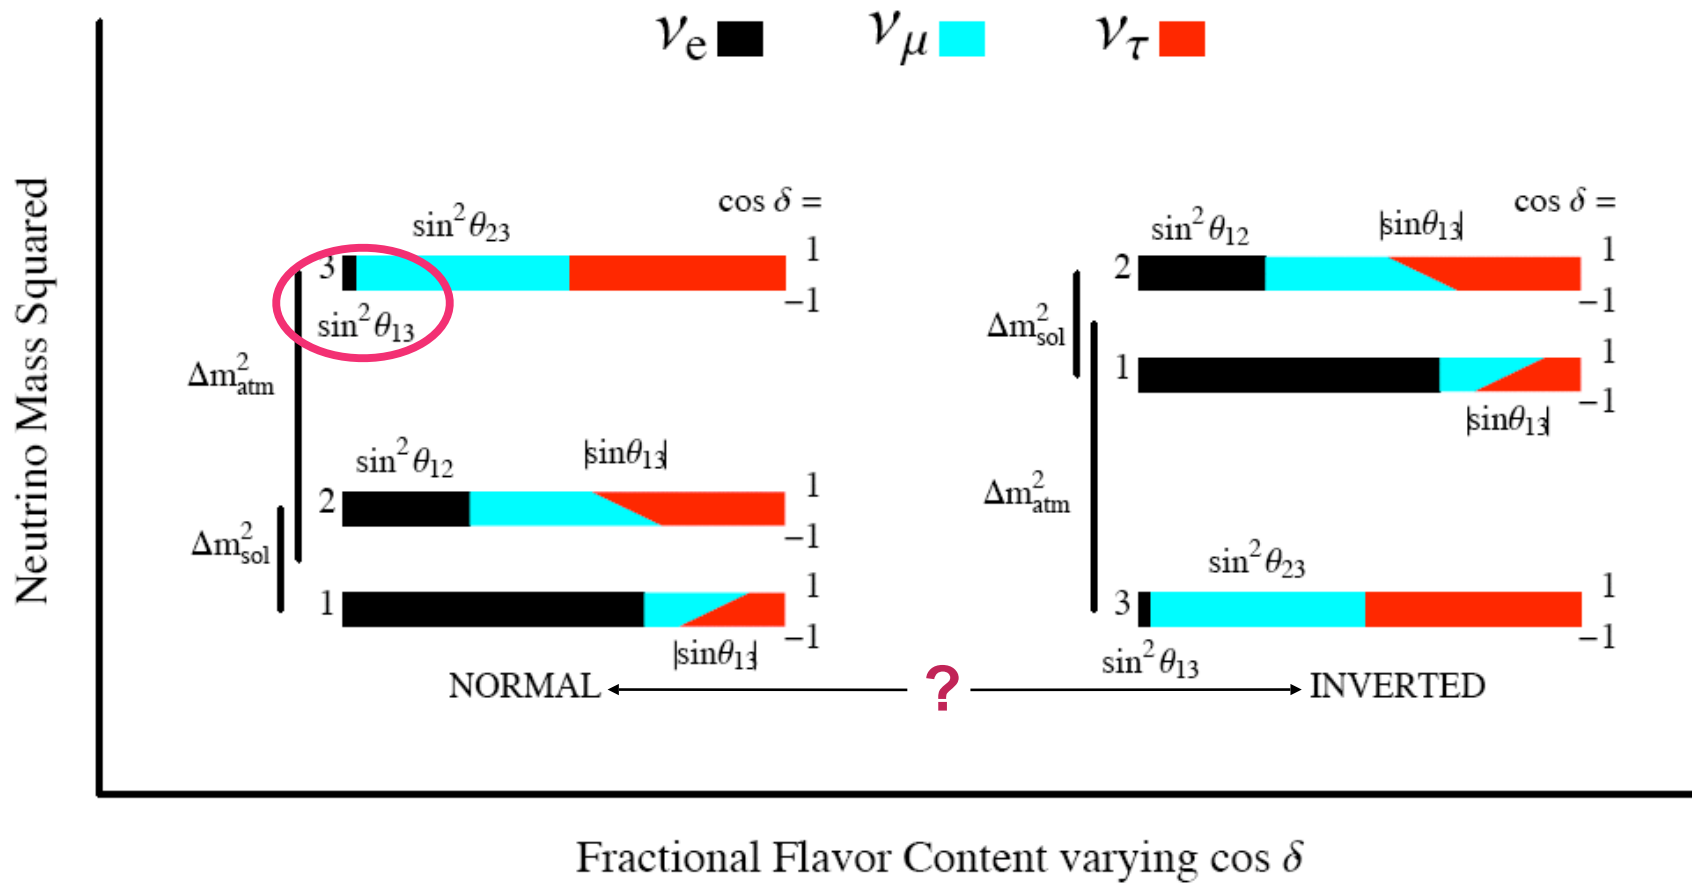 νe νμ ντ
Neutrino Mass Squared
cos δ =
sin²θ23
3
1
−1
sin²θ13
Δm²atm
sin²θ12
|sinθ13|
2
1
−1
Δm²sol
1
1
−1
|sinθ13|
NORMAL
?
INVERTED
cos δ =
sin²θ12
|sinθ13|
2
1
−1
Δm²sol
1
1
−1
|sinθ13|
Δm²atm
sin²θ23
3
1
−1
sin²θ13
Fractional Flavor Content varying cos δ